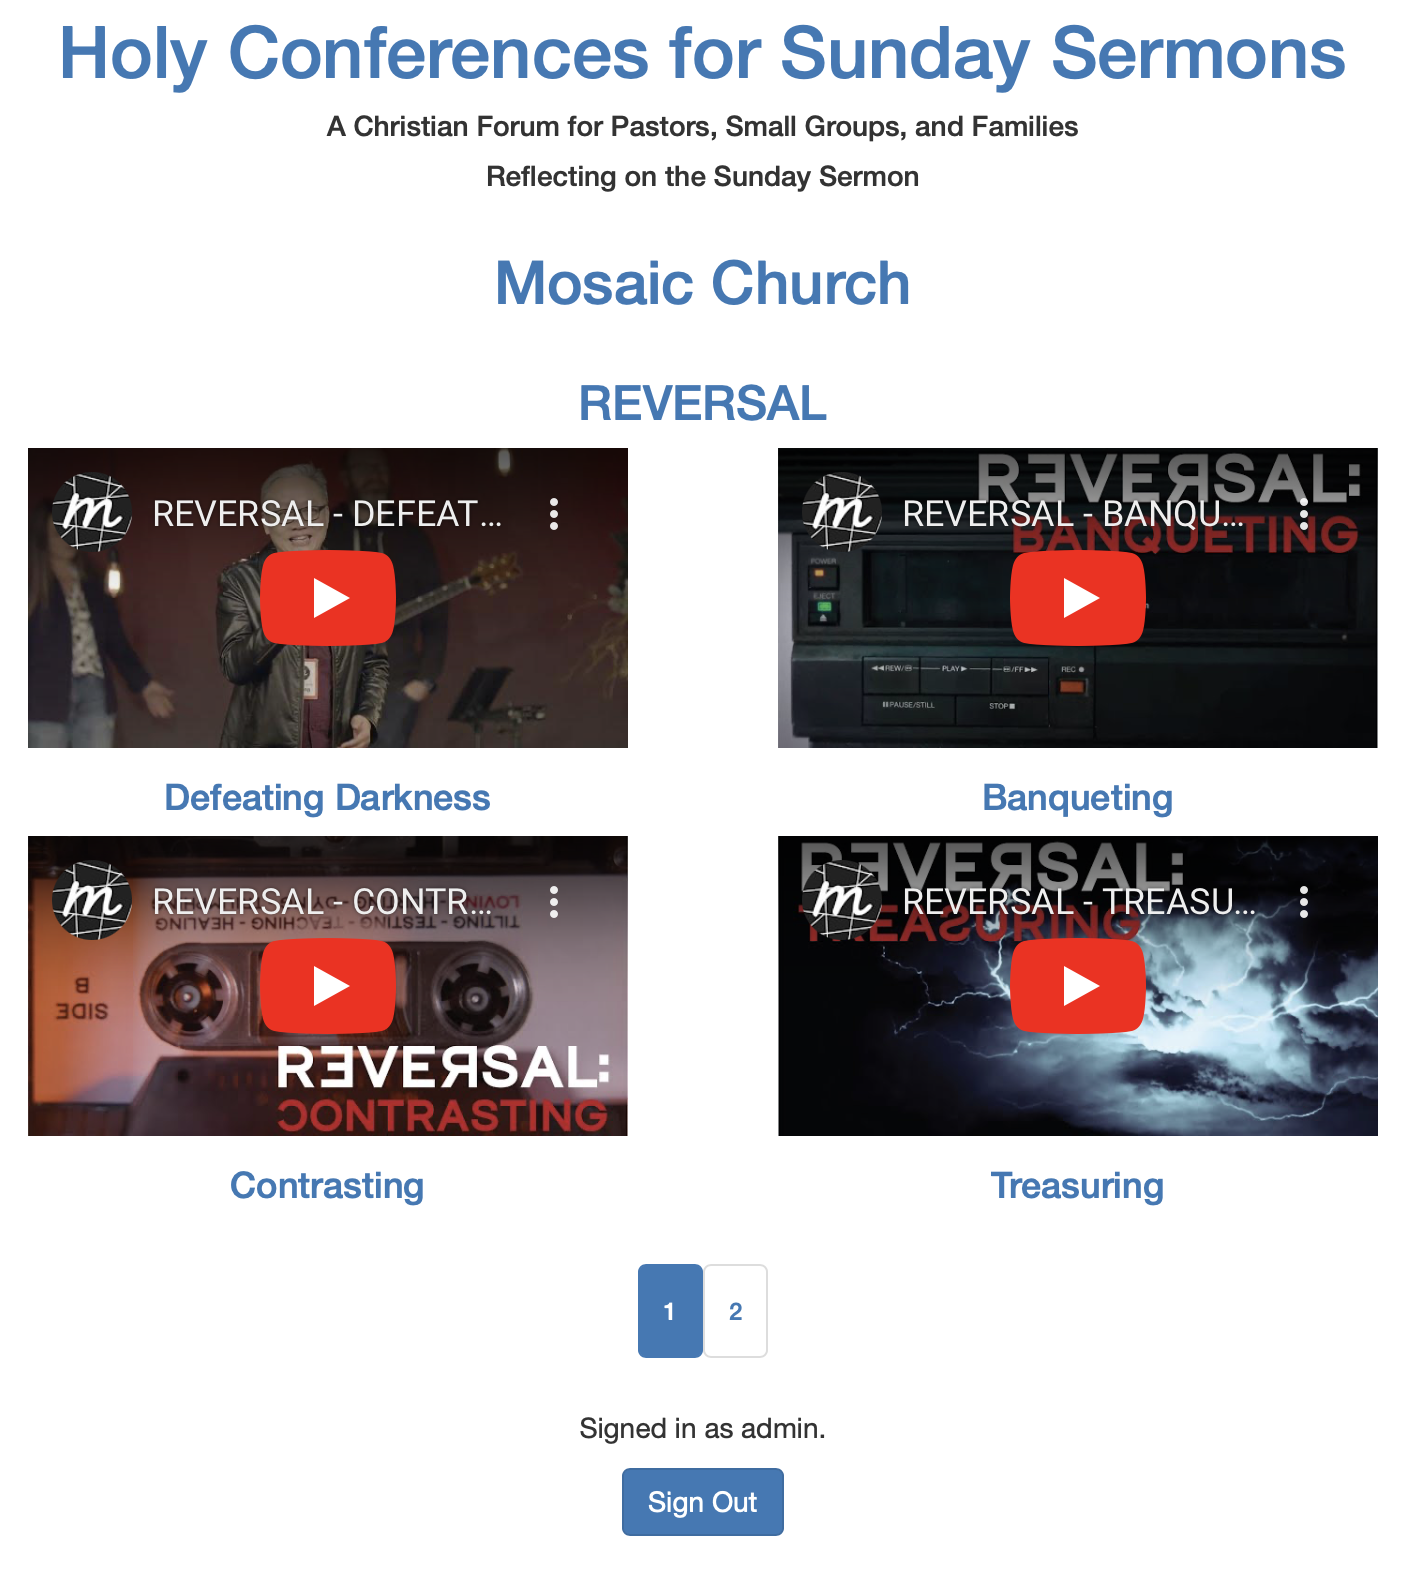 Holy Conferences for Sunday Sermons
A Christian Forum for Pastors, Small Groups, and Families
Reflecting on the Sunday Sermon
Mosaic Church
REVERSAL
m
REVERSAL - DEFEAT...
REVERSAL:
BANQUETING
m
REVERSAL - BANQU...
POWER
EJECT
◀◀REW/
PLAY▶
/FF▶▶
REC
PAUSE/STILL
STOP
Defeating Darkness
Banqueting
m
REVERSAL - CONTR...
TILTING - TESTING - TEACHING - HEALING
SIDE
B
REVERSAL:
CONTRASTING
REVERSAL:
TREASURING
m
REVERSAL - TREASU...
Contrasting
Treasuring
1
2
Signed in as admin.
Sign Out